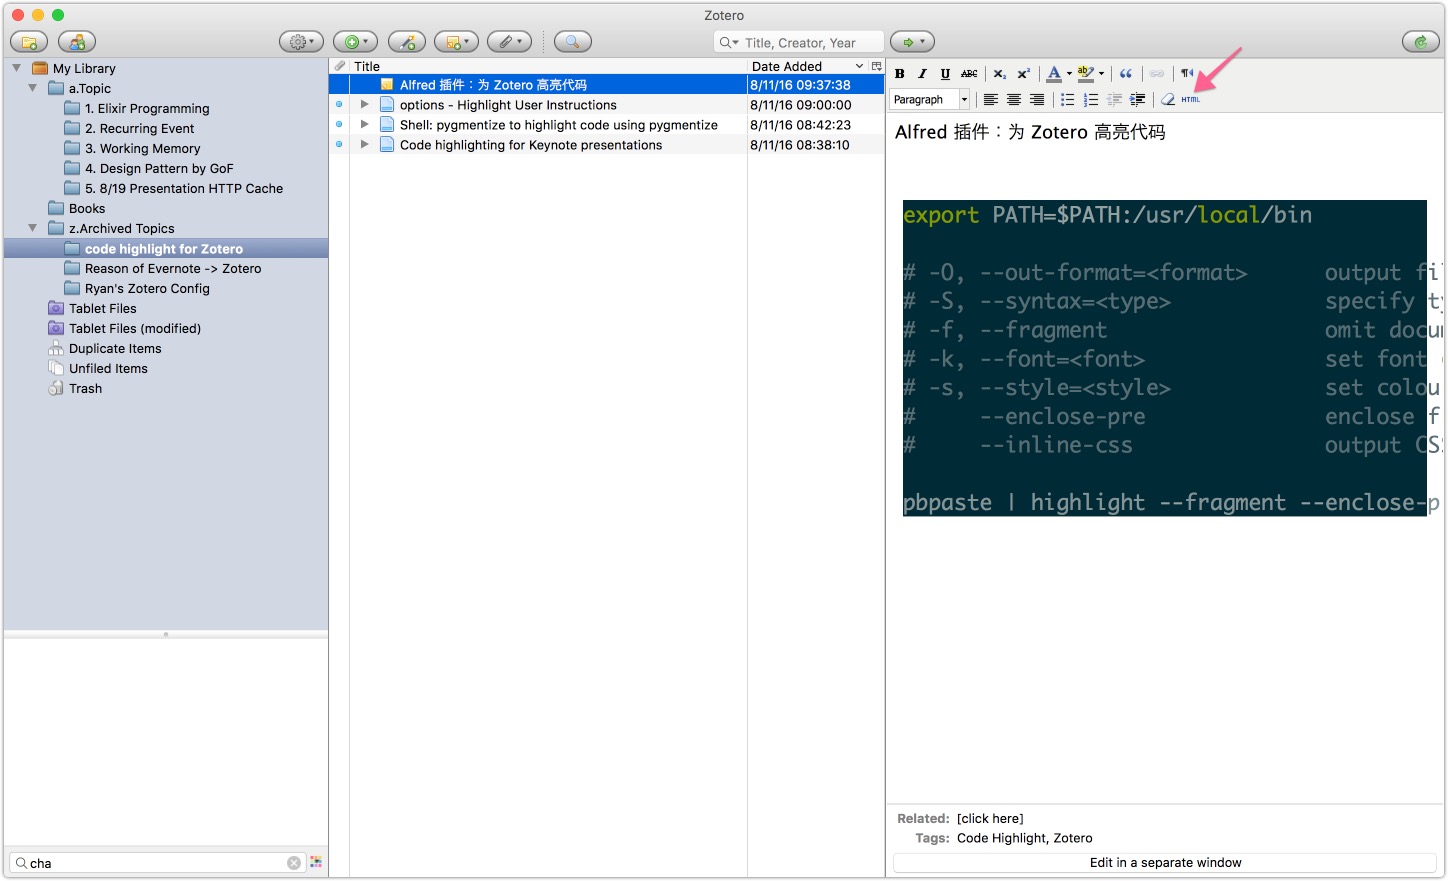 Zotero
Title, Creator, Year
My Library
a.Topic
1. Elixir Programming
2. Recurring Event
3. Working Memory
4. Design Pattern by GoF
5. 8/19 Presentation HTTP Cache
Books
z.Archived Topics
code highlight for Zotero
Reason of Evernote -> Zotero
Ryan's Zotero Config
Tablet Files
Tablet Files (modified)
Duplicate Items
Unfiled Items
Trash
cha
Title Date Added
Alfred 插件：为 Zotero 高亮代码 8/11/16 09:37:38
options - Highlight User Instructions 8/11/16 09:00:00
Shell: pygmentize to highlight code using pygmentize 8/11/16 08:42:23
Code highlighting for Keynote presentations 8/11/16 08:38:10
B I U ABC X₂ X² A ab “ ¶
Paragraph HTML
Alfred 插件：为 Zotero 高亮代码
export PATH=$PATH:/usr/local/bin
# -O, --out-format=<format> output fi
# -S, --syntax=<type> specify ty
# -f, --fragment omit docum
# -k, --font=<font> set font
# -s, --style=<style> set colou
# --enclose-pre enclose f
# --inline-css output CSS
pbpaste | highlight --fragment --enclose-p
Related: [click here]
Tags: Code Highlight, Zotero
Edit in a separate window